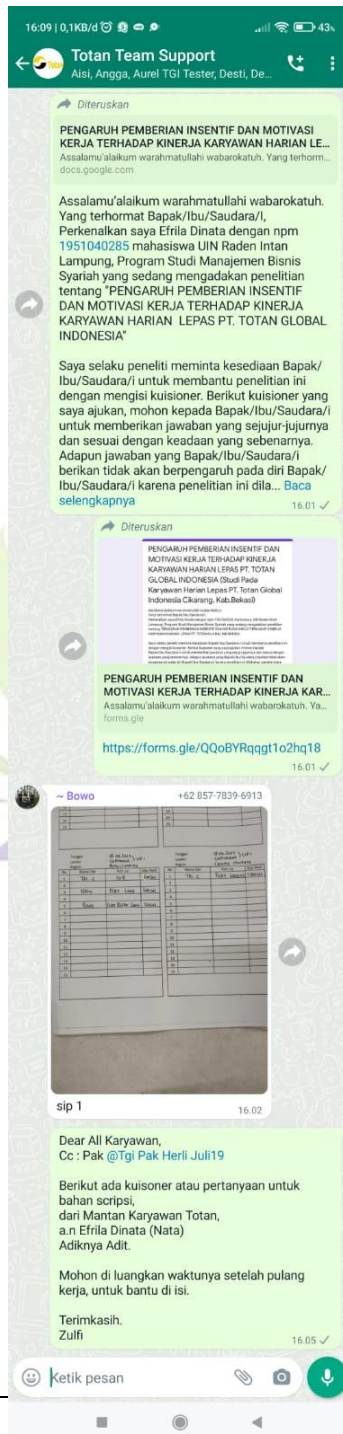 16:09 | 0,1KB/d
43%
Totan Team Support
Aisi, Angga, Aurel TGI Tester, Desti, De...
Diteruskan
PENGARUH PEMBERIAN INSENTIF DAN MOTIVASI
KERJA TERHADAP KINERJA KARYAWAN HARIAN LE...
Assalamu'alaikum warahmatullahi wabarokatuh. Yang terhorm...
docs.google.com
Assalamu'alaikum warahmatullahi wabarokatuh.
Yang terhormat Bapak/Ibu/Saudara/I,
Perkenalkan saya Efrila Dinata dengan npm
1951040285 mahasiswa UIN Raden Intan
Lampung, Program Studi Manajemen Bisnis
Syariah yang sedang mengadakan penelitian
tentang "PENGARUH PEMBERIAN INSENTIF
DAN MOTIVASI KERJA TERHADAP KINERJA
KARYAWAN HARIAN LEPAS PT. TOTAN GLOBAL
INDONESIA"
Saya selaku peneliti meminta kesediaan Bapak/
Ibu/Saudara/i untuk membantu penelitian ini
dengan mengisi kuisioner. Berikut kuisioner yang
saya ajukan, mohon kepada Bapak/Ibu/Saudara/i
untuk memberikan jawaban yang sejujur-jujurnya
dan sesuai dengan keadaan yang sebenarnya.
Adapun jawaban yang Bapak/Ibu/Saudara/i
berikan tidak akan berpengaruh pada diri Bapak/
Ibu/Saudara/i karena penelitian ini dila... Baca
selengkapnya
16.01
Diteruskan
PENGARUH PEMBERIAN INSENTIF DAN
MOTIVASI KERJA TERHADAP KINERJA
KARYAWAN HARIAN LEPAS PT. TOTAN
GLOBAL INDONESIA (Studi Pada
Karyawan Harian Lepas PT. Totan Global
Indonesia Cikarang, Kab.Bekasi)
PENGARUH PEMBERIAN INSENTIF DAN
MOTIVASI KERJA TERHADAP KINERJA KAR...
Assalamu'alaikum warahmatullahi wabarokatuh. Ya...
forms.gle
https://forms.gle/QQoBYRqqgt1o2hq18
16.01
~ Bowo
+62 857-7839-6913
sip 1
16.02
Dear All Karyawan,
Cc : Pak @Tgi Pak Herli Juli19
Berikut ada kuisoner atau pertanyaan untuk
bahan scripsi,
dari Mantan Karyawan Totan,
a.n Efrila Dinata (Nata)
Adiknya Adit.
Mohon di luangkan waktunya setelah pulang
kerja, untuk bantu di isi.
Terimkasih.
Zulfi
16.05
Ketik pesan